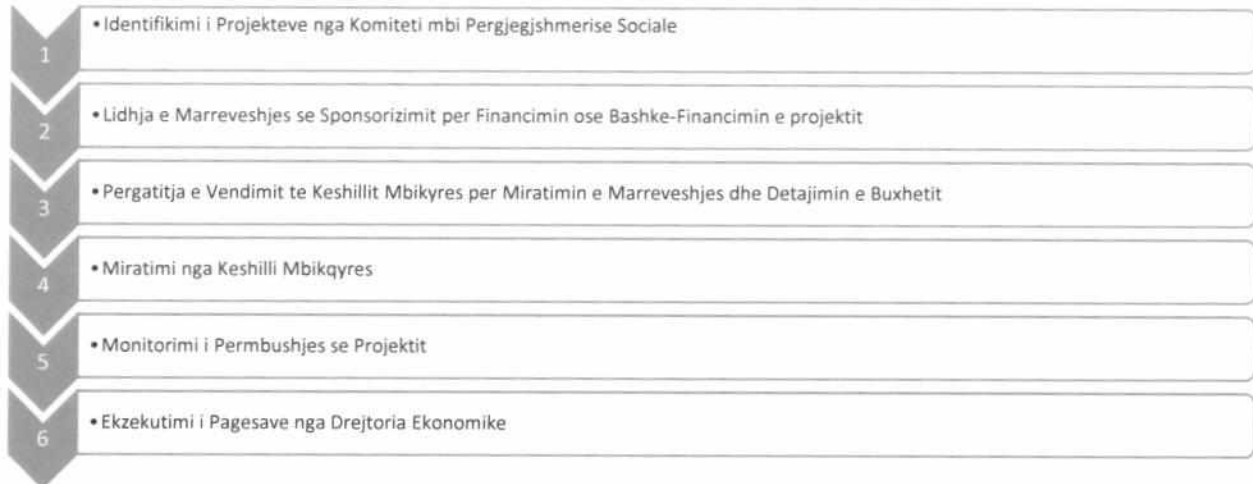 1
• Identifikimi i Projekteve nga Komiteti mbi Pergjegjshmerise Sociale
2
• Lidhja e Marreveshjes se Sponsorizimit per Financimin ose Bashke-Financimin e projektit
3
• Pergatitja e Vendimit te Keshillit Mbikyres per Miratimin e Marreveshjes dhe Detajimin e Buxhetit
4
• Miratimi nga Keshilli Mbikqyres
5
• Monitorimi i Permbushjes se Projektit
6
• Ekzekutimi i Pagesave nga Drejtoria Ekonomike